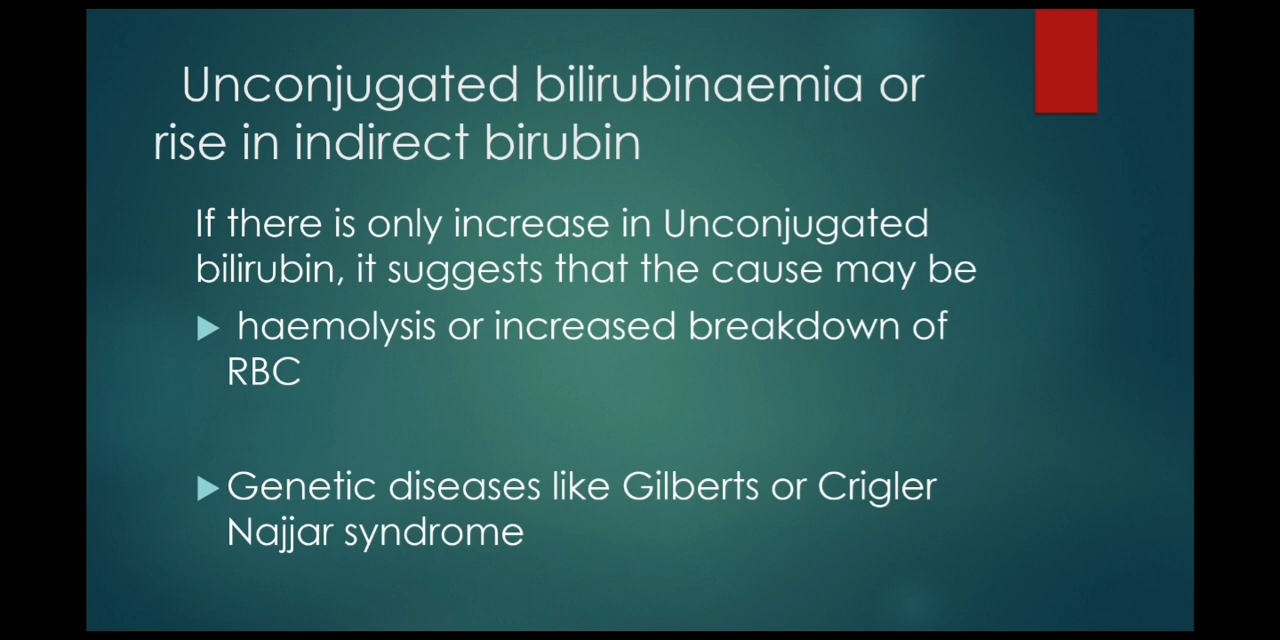 Unconjugated bilirubinaemia or
rise in indirect birubin
If there is only increase in Unconjugated
bilirubin, it suggests that the cause may be
haemolysis or increased breakdown of
RBC
Genetic diseases like Gilberts or Crigler
Najjar syndrome